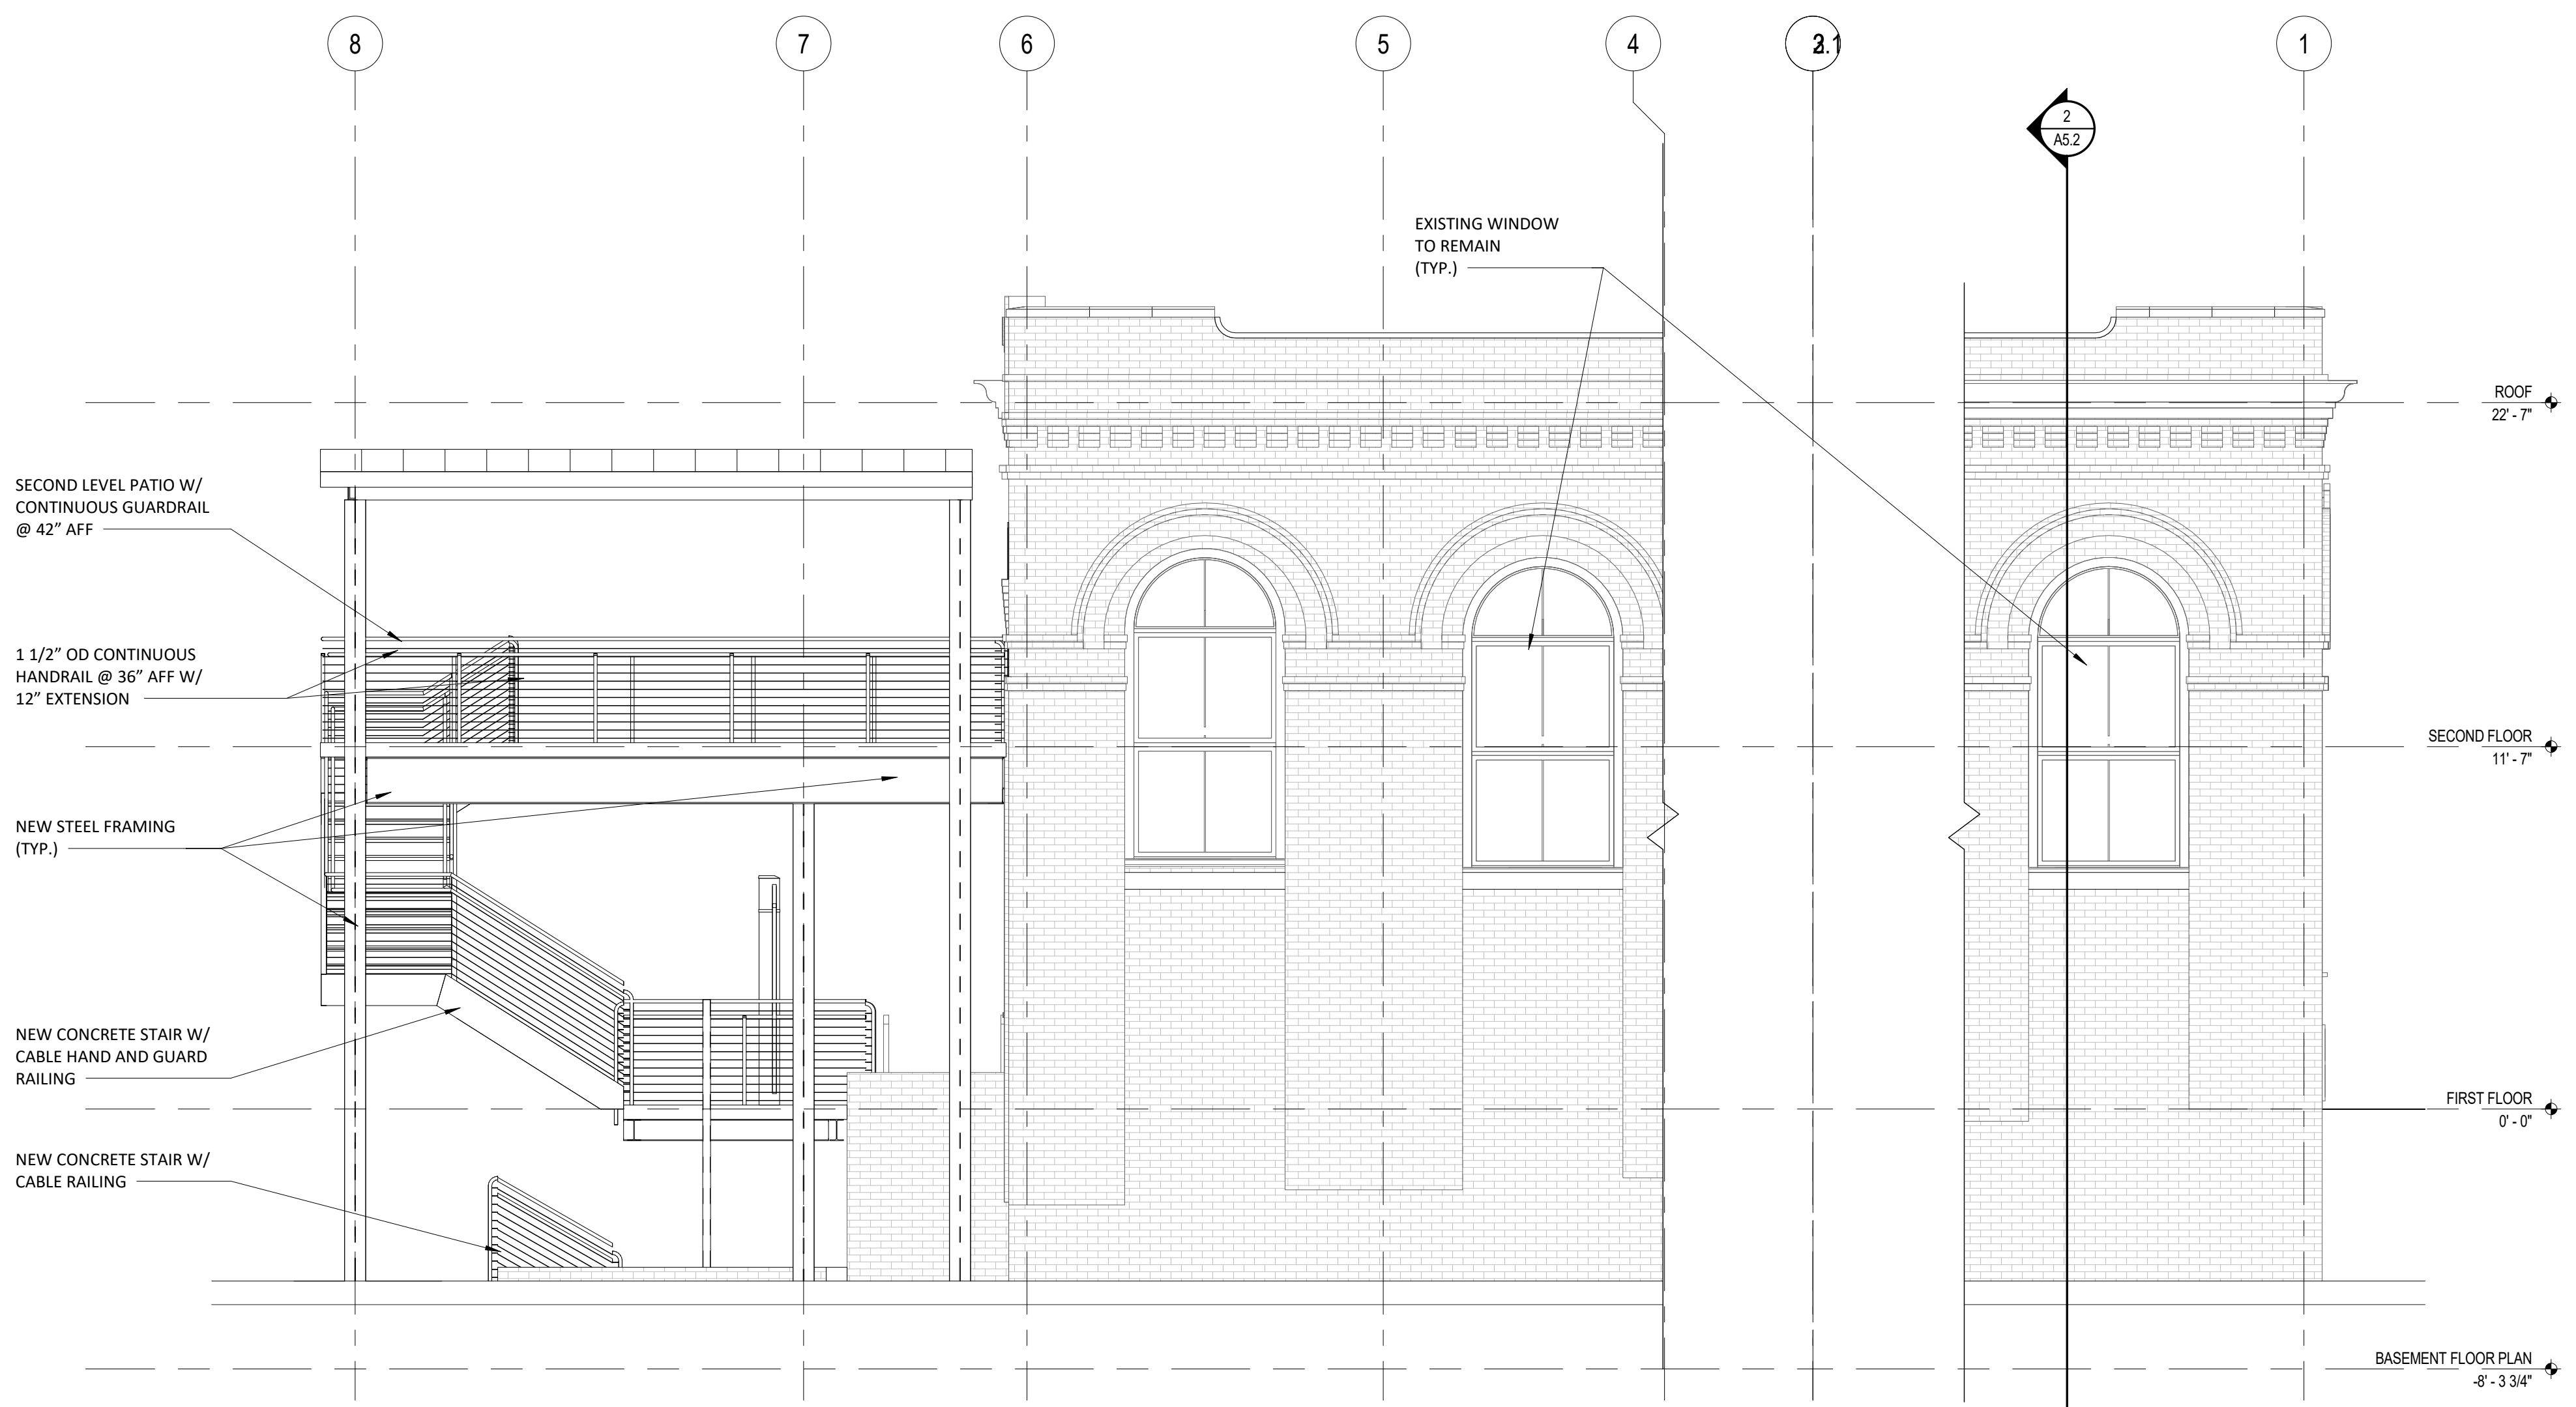 8
7
6
5
4
1
2
A5.2
EXISTING WINDOW
TO REMAIN
(TYP.)
ROOF
22' - 7"
SECOND LEVEL PATIO W/
CONTINUOUS GUARDRAIL
@ 42” AFF
1 1/2” OD CONTINUOUS
HANDRAIL @ 36” AFF W/
12” EXTENSION
SECOND FLOOR
11' - 7"
NEW STEEL FRAMING
(TYP.)
NEW CONCRETE STAIR W/
CABLE HAND AND GUARD
RAILING
FIRST FLOOR
0' - 0"
NEW CONCRETE STAIR W/
CABLE RAILING
BASEMENT FLOOR PLAN
-8' - 3 3/4"